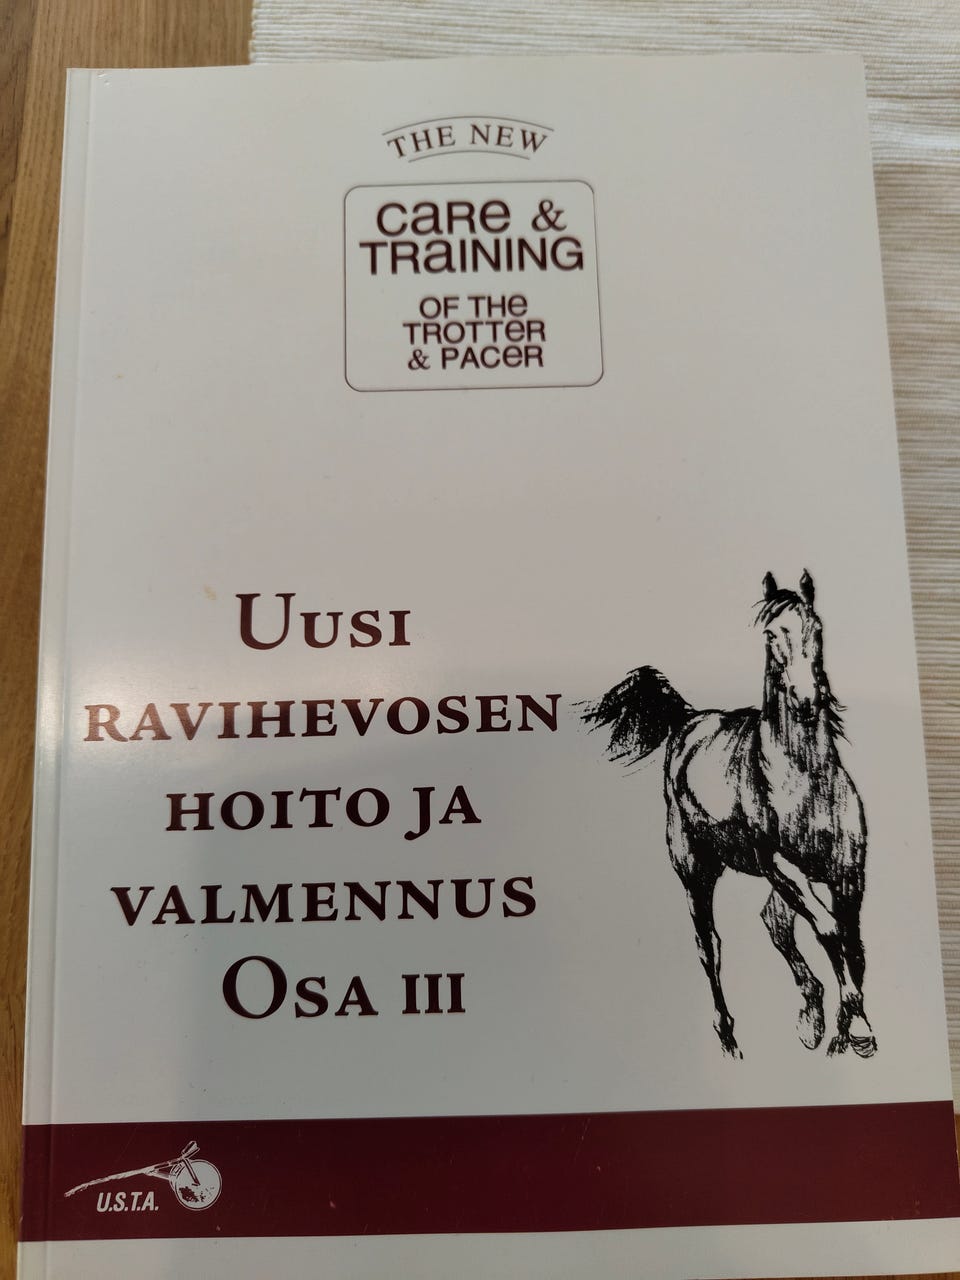 THE NEW
CaRe &
TRaINING
OF THe
TROTTeR
& PaCeR
UUSI
RAVIHEVOSEN
HOITO JA
VALMENNUS
OSA III
U.S.T.A.